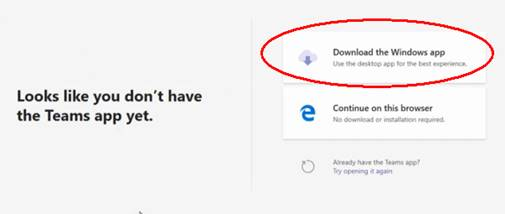 Looks like you don't have
the Teams app yet.
Download the Windows app
Use the desktop app for the best experience.
Continue on this browser
No download or installation required.
Already have the Teams app?
Try opening it again